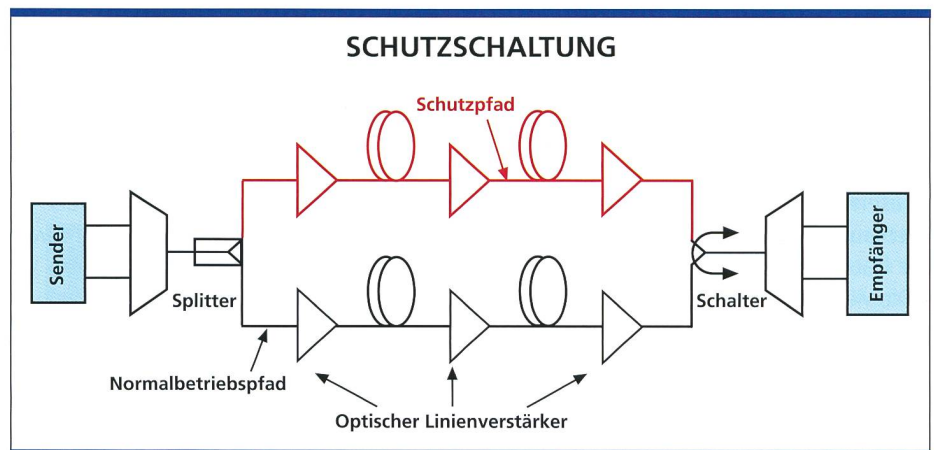 SCHUTZSCHALTUNG
Schutzpfad
Sender
Splitter
Schalter
Empfänger
Normalbetriebspfad
Optischer Linienverstärker